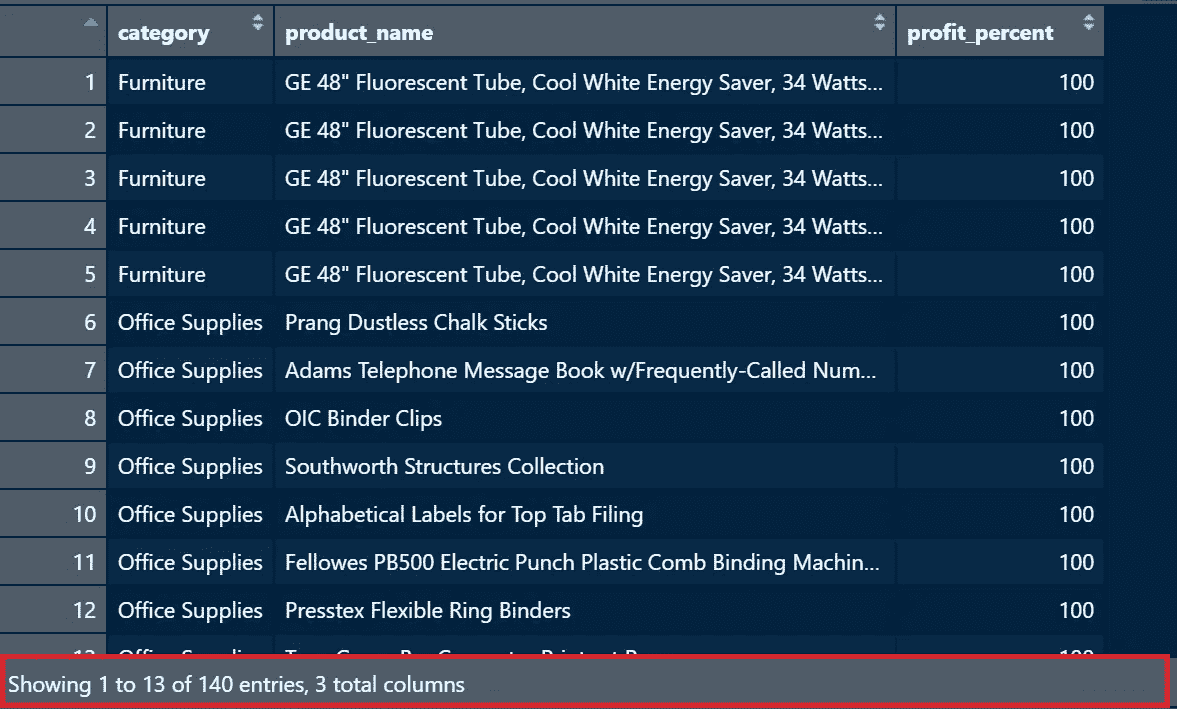 category product_name profit_percent
1 Furniture GE 48" Fluorescent Tube, Cool White Energy Saver, 34 Watts... 100
2 Furniture GE 48" Fluorescent Tube, Cool White Energy Saver, 34 Watts... 100
3 Furniture GE 48" Fluorescent Tube, Cool White Energy Saver, 34 Watts... 100
4 Furniture GE 48" Fluorescent Tube, Cool White Energy Saver, 34 Watts... 100
5 Furniture GE 48" Fluorescent Tube, Cool White Energy Saver, 34 Watts... 100
6 Office Supplies Prang Dustless Chalk Sticks 100
7 Office Supplies Adams Telephone Message Book w/Frequently-Called Num... 100
8 Office Supplies OIC Binder Clips 100
9 Office Supplies Southworth Structures Collection 100
10 Office Supplies Alphabetical Labels for Top Tab Filing 100
11 Office Supplies Fellowes PB500 Electric Punch Plastic Comb Binding Machin... 100
12 Office Supplies Presstex Flexible Ring Binders 100
13 Office Supplies 100
Showing 1 to 13 of 140 entries, 3 total columns